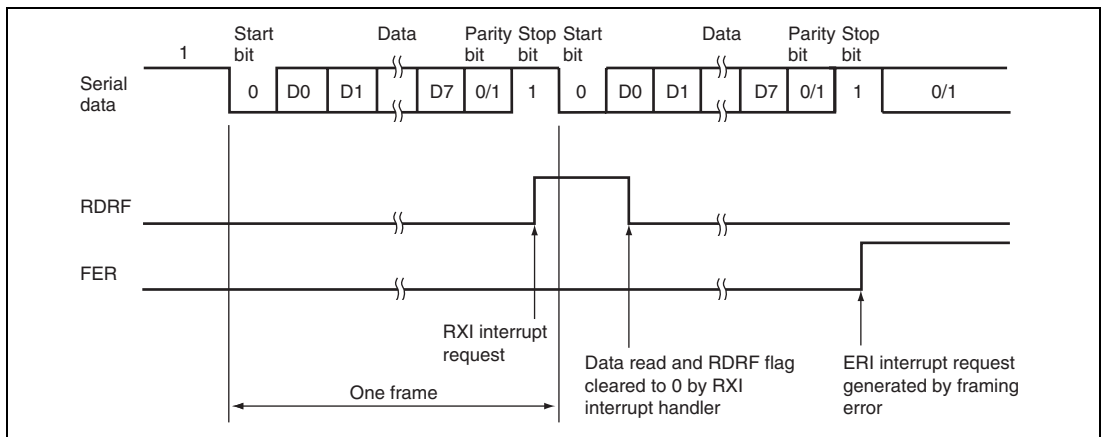 Start Data Parity Stop Start Data Parity Stop
1 bit bit bit bit bit bit
Serial data 0 D0 D1 D7 0/1 1 0 D0 D1 D7 0/1 1 0/1
RDRF
FER
RXI interrupt
request
Data read and RDRF flag
cleared to 0 by RXI
interrupt handler
ERI interrupt request
generated by framing
error
One frame